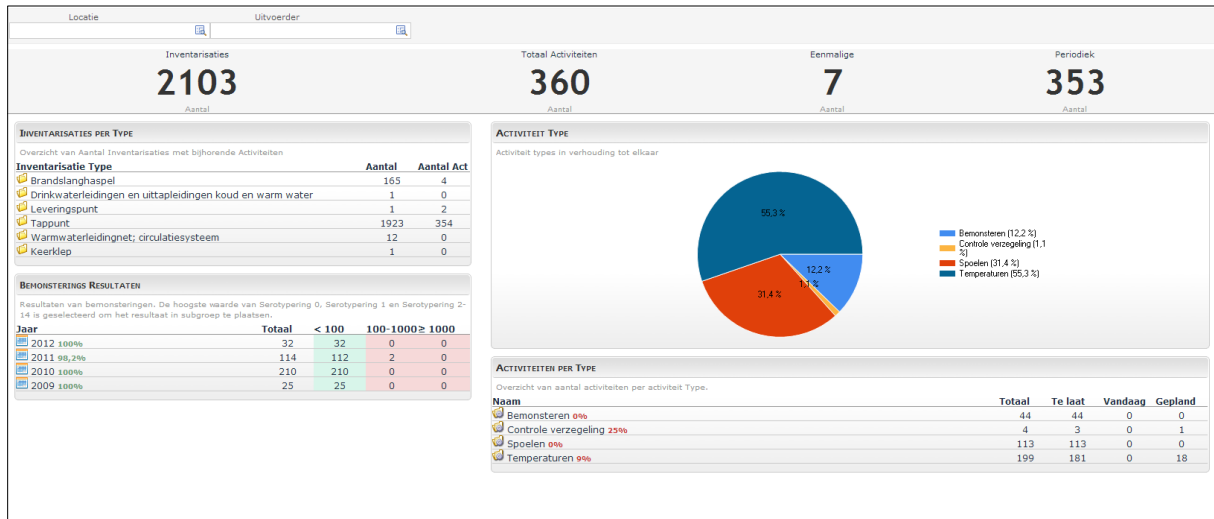 Locatie Uitvoerder
Inventarisaties Totaal Activiteiten Eenmalige Periodiek
2103 360 7 353
Aantal Aantal Aantal Aantal
INVENTARISATIES PER TYPE
Overzicht van Aantal Inventarisaties met bijhorende Activiteiten
Inventarisatie Type Aantal Aantal Act
Brandslanghaspel 165 4
Drinkwaterleidingen en uittapleidingen koud en warm water 1 0
Leveringspunt 1 2
Tappunt 1923 354
Warmwaterleidingnet; circulatiesysteem 12 0
Keerklep 1 0
BEMONSTERINGS RESULTATEN
Resultaten van bemonsteringen. De hoogste waarde van Serotypering 0, Serotypering 1 en Serotypering 2-
14 is geselecteerd om het resultaat in subgroep te plaatsen.
Jaar Totaal < 100 100-1000 ≥ 1000
2012 100% 32 32 0 0
2011 98,2% 114 112 2 0
2010 100% 210 210 0 0
2009 100% 25 25 0 0
ACTIVITEIT TYPE
Activiteit types in verhouding tot elkaar
55,3 %
12,2 %
1,1 %
31,4 %
Bemonsteren (12,2 %)
Controle verzegeling (1,1
%)
Spoelen (31,4 %)
Temperaturen (55,3 %)
ACTIVITEITEN PER TYPE
Overzicht van aantal activiteiten per activiteit Type.
Naam Totaal Te laat Vandaag Gepland
Bemonsteren 0% 44 44 0 0
Controle verzegeling 25% 4 3 0 1
Spoelen 0% 113 113 0 0
Temperaturen 9% 199 181 0 18